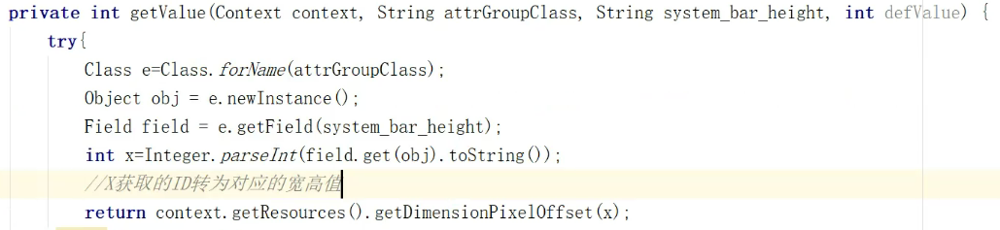 private int getValue(Context context, String attrGroupClass, String system_bar_height, int defValue) {
try{
Class e=Class.forName(attrGroupClass);
Object obj = e.newInstance();
Field field = e.getField(system_bar_height);
int x=Integer.parseInt(field.get(obj).toString());
//X获取的ID转为对应的宽高值
return context.getResources().getDimensionPixelOffset(x);